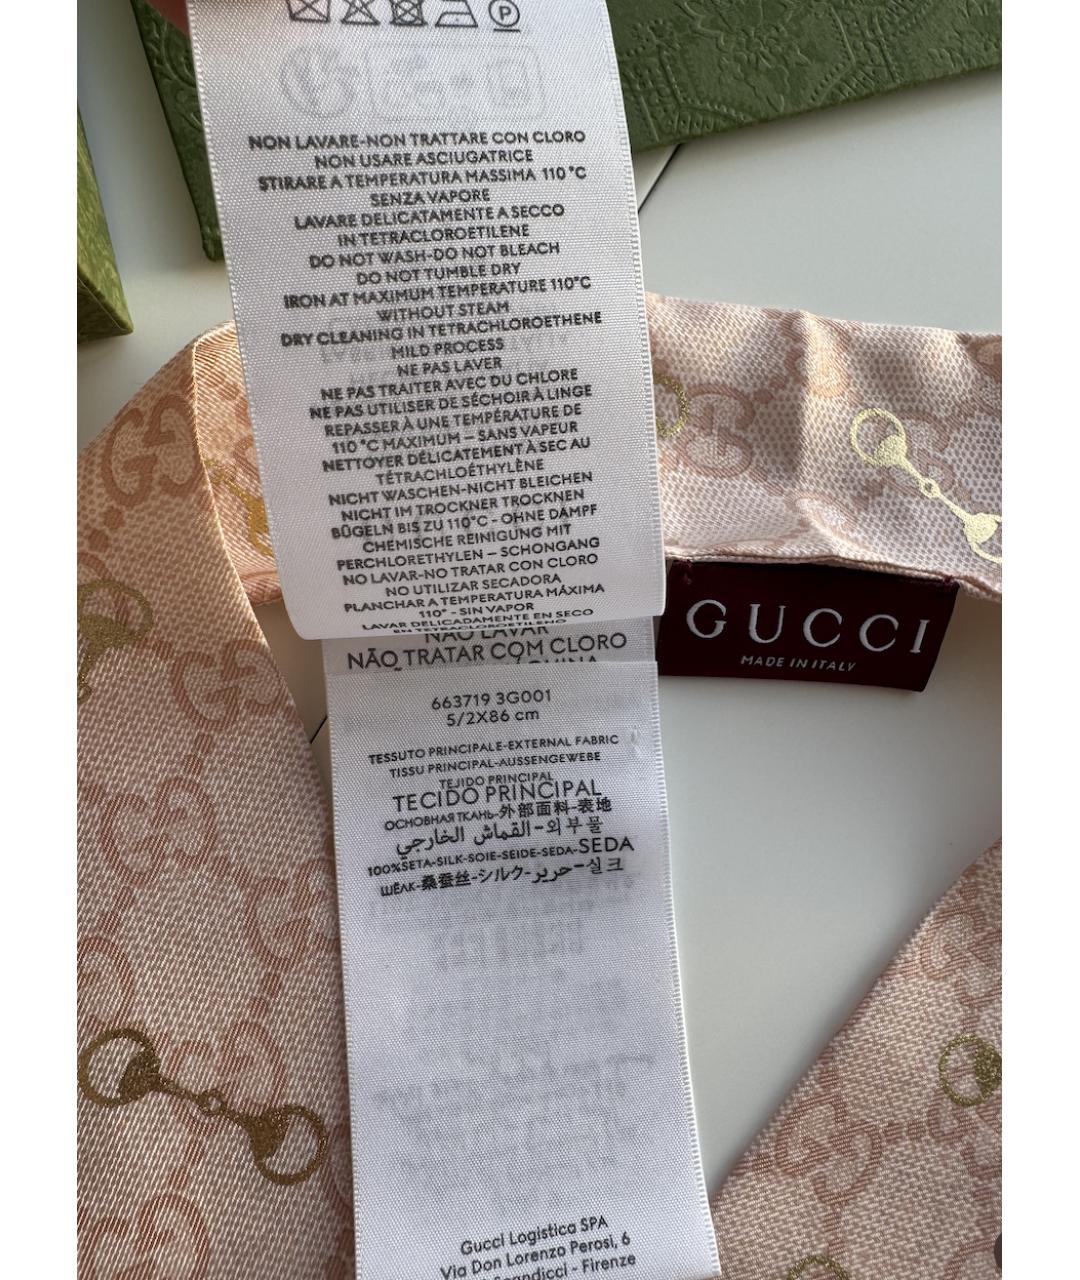 NON LAVARE-NON TRATTARE CON CLORO
NON USARE ASCIUGATRICE
STIRARE A TEMPERATURA MASSIMA 110 °C
SENZA VAPORE
LAVARE DELICATAMENTE A SECCO
IN TETRACLOROETILENE
DO NOT WASH-DO NOT BLEACH
DO NOT TUMBLE DRY
IRON AT MAXIMUM TEMPERATURE 110°C
WITHOUT STEAM
DRY CLEANING IN TETRACHLOROETHENE
MILD PROCESS
NE PAS LAVER
NE PAS TRAITER AVEC DU CHLORE
NE PAS UTILISER DE SÉCHOIR À LINGE
REPASSER À UNE TEMPÉRATURE DE
110 °C MAXIMUM – SANS VAPEUR
NETTOYER DÉLICATEMENT À SEC AU
TÉTRACHLOÉTHYLÈNE
NICHT WASCHEN-NICHT BLEICHEN
NICHT IM TROCKNER TROCKNEN
BÜGELN BIS ZU 110°C - OHNE DAMPF
CHEMISCHE REINIGUNG MIT
PERCHLORETHYLEN – SCHONGANG
NO LAVAR-NO TRATAR CON CLORO
NO UTILIZAR SECADORA
PLANCHAR A TEMPERATURA MÁXIMA
110° - SIN VAPOR
LAVAR DELICADAMENTE EN SECO
EN TETRACLOROETILENO
NÃO LAVAR
NÃO TRATAR COM CLORO
663719 3G001
5/2X86 cm
TESSUTO PRINCIPALE-EXTERNAL FABRIC
TISSU PRINCIPAL-AUSSENGEWEBE
TEJIDO PRINCIPAL
TECIDO PRINCIPAL
ОСНОВНАЯ ТКАНЬ-外部面料-表地
القماش الخارجي-외부물
100%SETA-SILK-SOIE-SEIDE-SEDA-SEDA
ШЁЛК-桑蚕丝-シルク-حرير-실크
Gucci Logistica SPA
Via Don Lorenzo Perosi, 6
Scandicci - Firenze
GUCCI
MADE IN ITALY
P